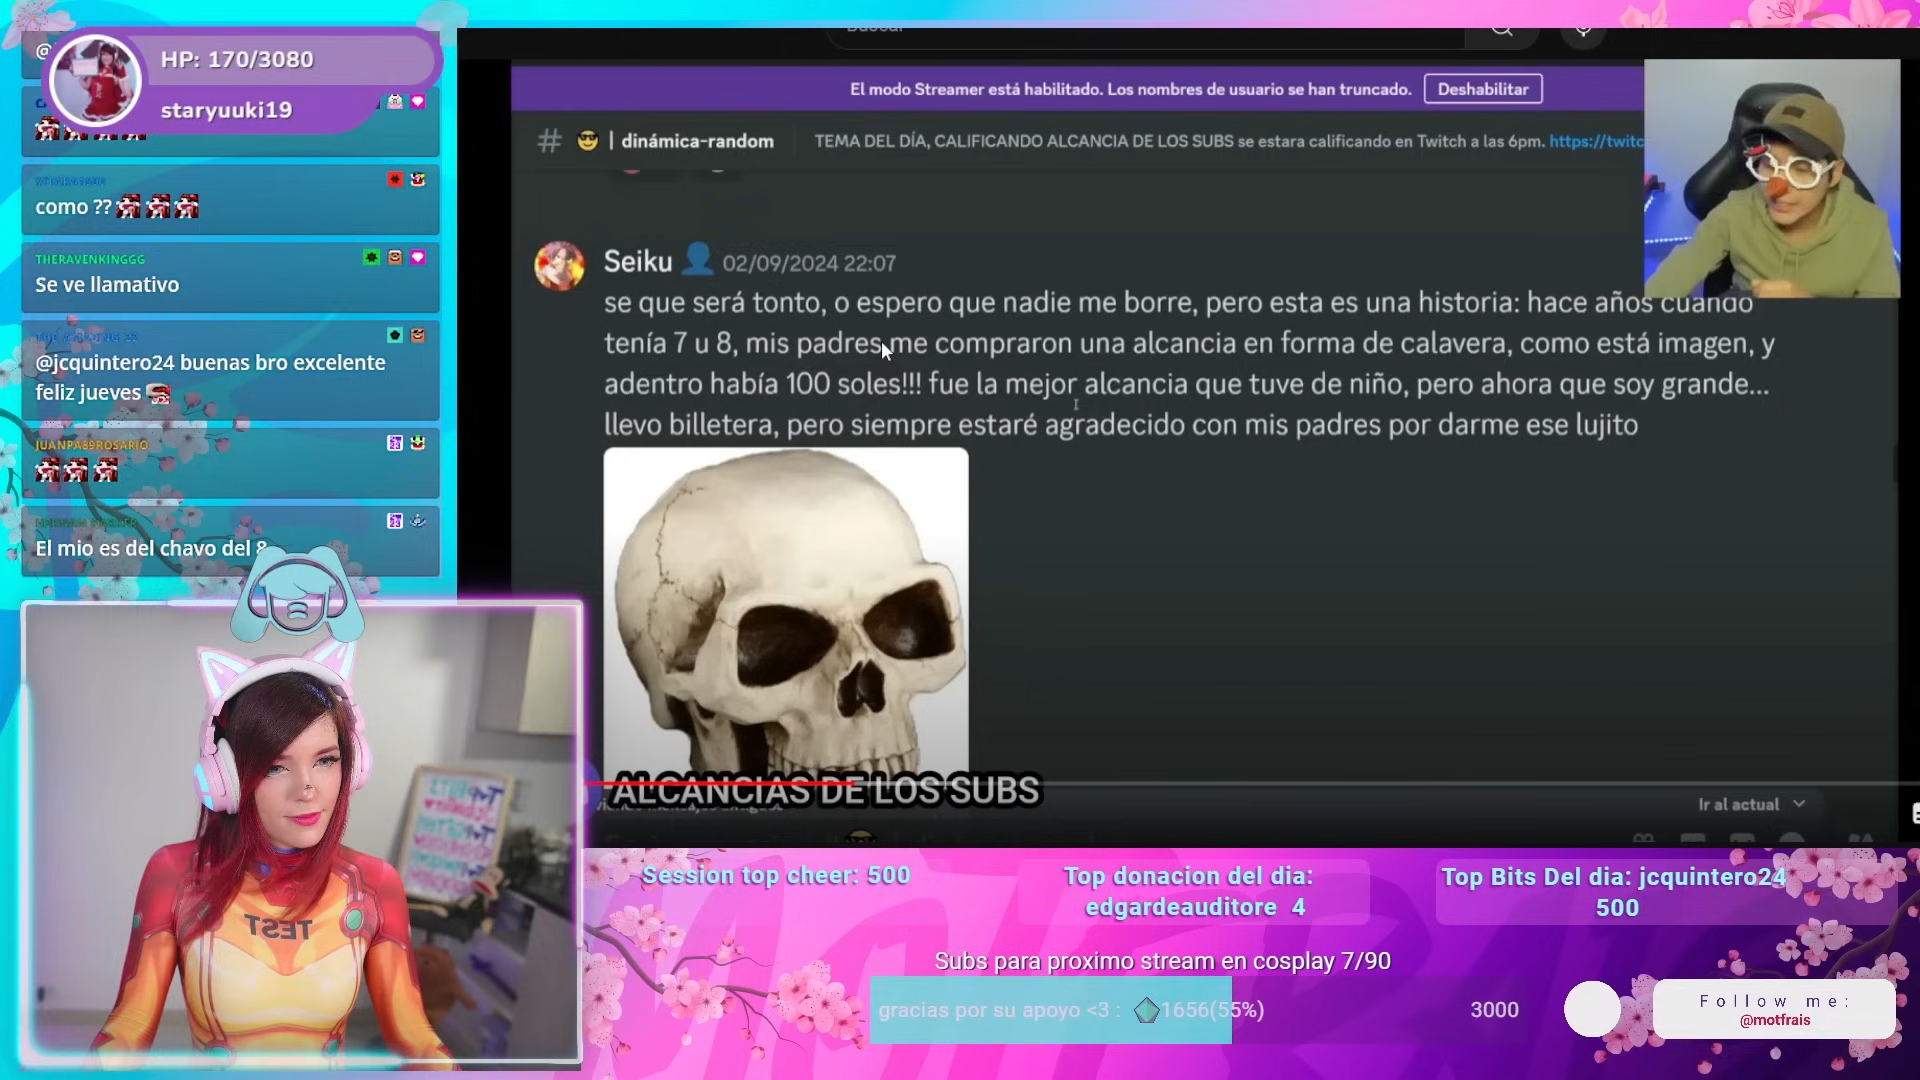 HP: 170/3080
staryuuki19
como ??
THERAVENKINGGG
Se ve llamativo
@jcquintero24 buenas bro excelente
feliz jueves
JUANPA89ROSARIO
El mio es del chavo del 8
El modo Streamer está habilitado. Los nombres de usuario se han truncado.
Deshabilitar
# | dinámica-random
TEMA DEL DÍA, CALIFICANDO ALCANCIA DE LOS SUBS se estara calificando en Twitch a las 6pm. https://twitc
Seiku 02/09/2024 22:07
se que será tonto, o espero que nadie me borre, pero esta es una historia: hace años cuando
tenía 7 u 8, mis padres me compraron una alcancia en forma de calavera, como está imagen, y
adentro había 100 soles!!! fue la mejor alcancia que tuve de niño, pero ahora que soy grande...
llevo billetera, pero siempre estaré agradecido con mis padres por darme ese lujito
ALCANCIAS DE LOS SUBS
Ir al actual
TEST
Session top cheer: 500
Top donacion del dia:
edgardeauditore 4
Top Bits Del dia: jcquintero24
500
Subs para proximo stream en cosplay 7/90
gracias por su apoyo <3 : 1656(55%)
3000
Follow me:
@motfrais